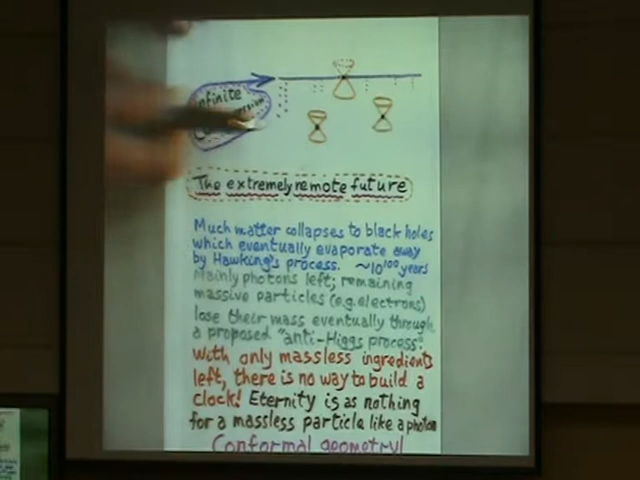 infinite
The extremely remote future
Much matter collapses to black holes
which eventually evaporate away
by Hawking's process. ~10^100 years
Mainly photons left; remaining
massive particles (e.g. electrons)
lose their mass eventually through
a proposed "anti-Higgs process".
With only massless ingredients
left, there is no way to build a
clock! Eternity is as nothing
for a massless particle like a photon
Conformal geometry!